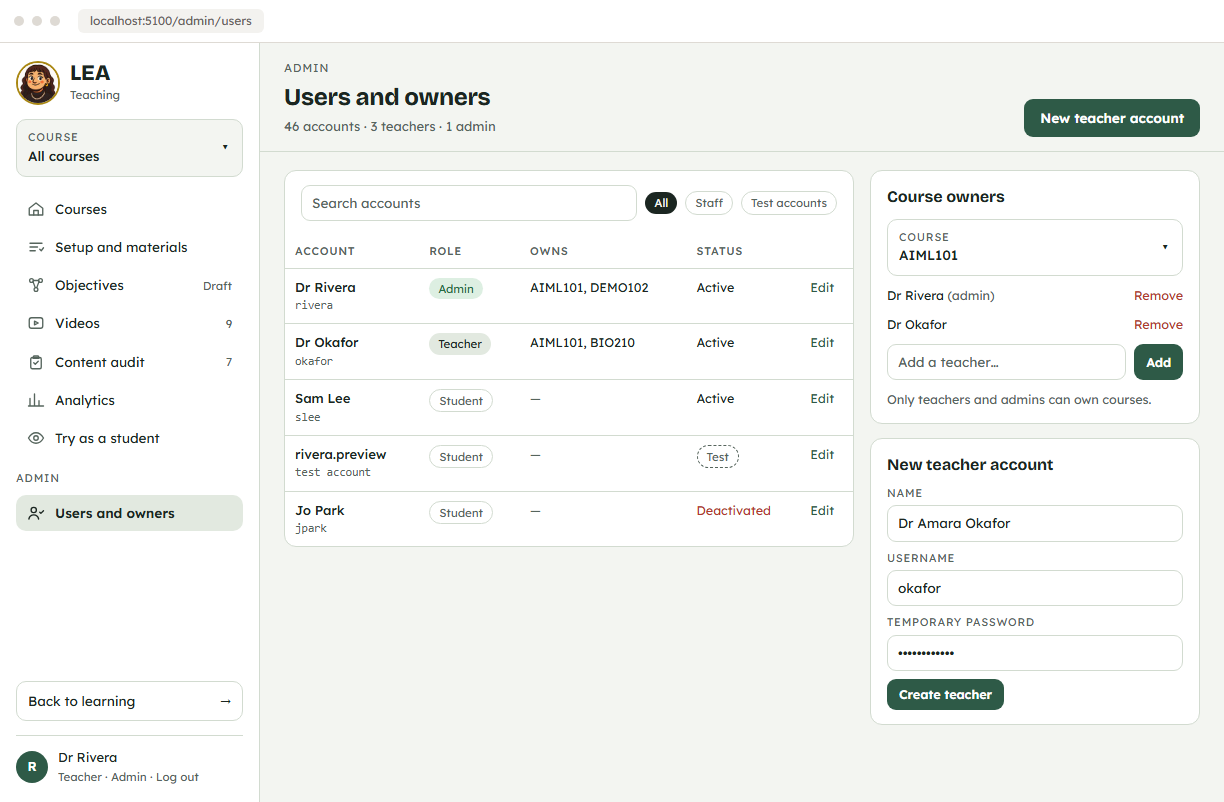 localhost:5100/admin/users
LEA
Teaching
COURSE
All courses
Courses
Setup and materials
Objectives Draft
Videos 9
Content audit 7
Analytics
Try as a student
ADMIN
Users and owners
Back to learning →
R
Dr Rivera
Teacher · Admin · Log out
ADMIN
Users and owners
46 accounts · 3 teachers · 1 admin
New teacher account
Search accounts All Staff Test accounts
ACCOUNT ROLE OWNS STATUS
Dr Rivera Admin AIML101, DEMO102 Active Edit
rivera
Dr Okafor Teacher AIML101, BIO210 Active Edit
okafor
Sam Lee Student — Active Edit
slee
rivera.preview Student — Test Edit
test account
Jo Park Student — Deactivated Edit
jpark
Course owners
COURSE
AIML101
Dr Rivera (admin) Remove
Dr Okafor Remove
Add a teacher… Add
Only teachers and admins can own courses.
New teacher account
NAME
Dr Amara Okafor
USERNAME
okafor
TEMPORARY PASSWORD
••••••••••••
Create teacher